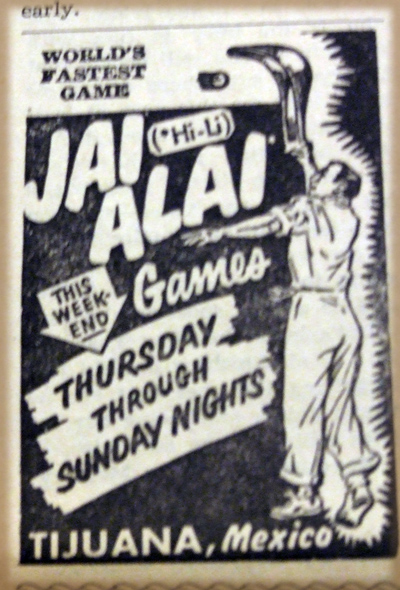 early.
WORLD'S
FASTEST
GAME
JAI (*Hi-Li)
ALAI
Games
THIS
WEEK-
END
THURSDAY
THROUGH
SUNDAY NIGHTS
TIJUANA, Mexico